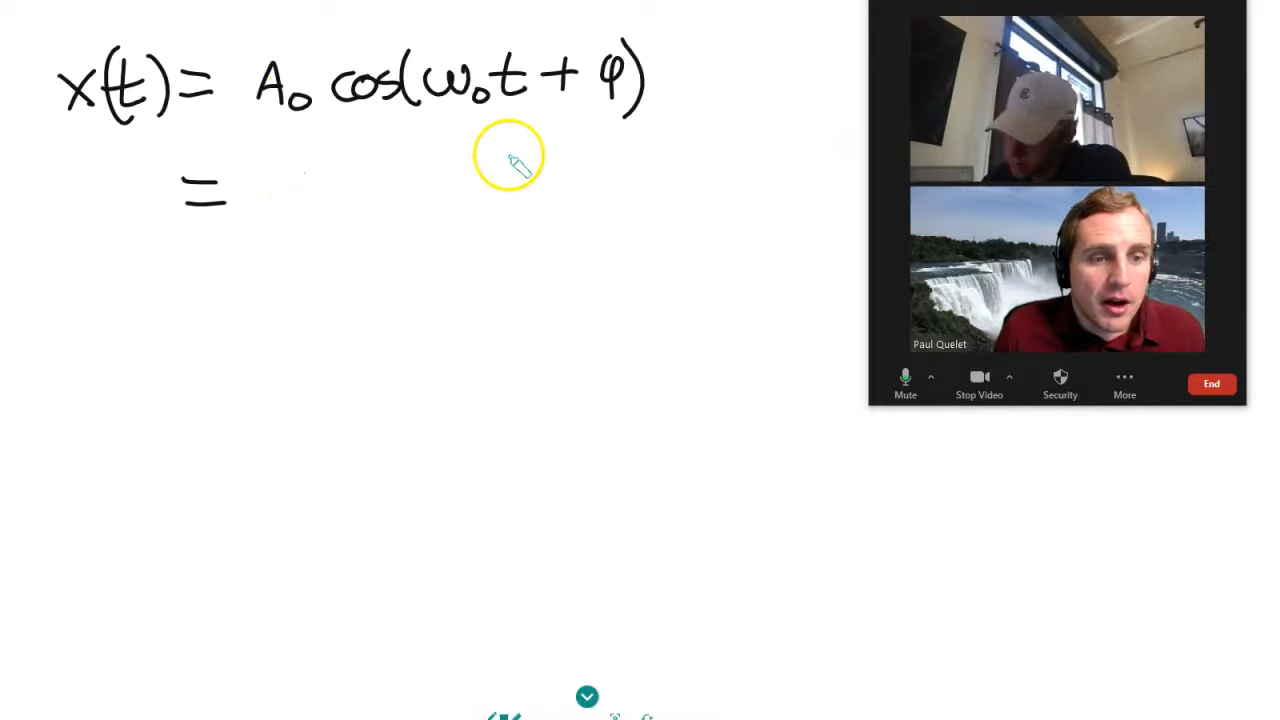 x(t) = A₀ cos(ω₀t + φ)
=
C
Paul Quelet
Mute
Stop Video
Security
More
End